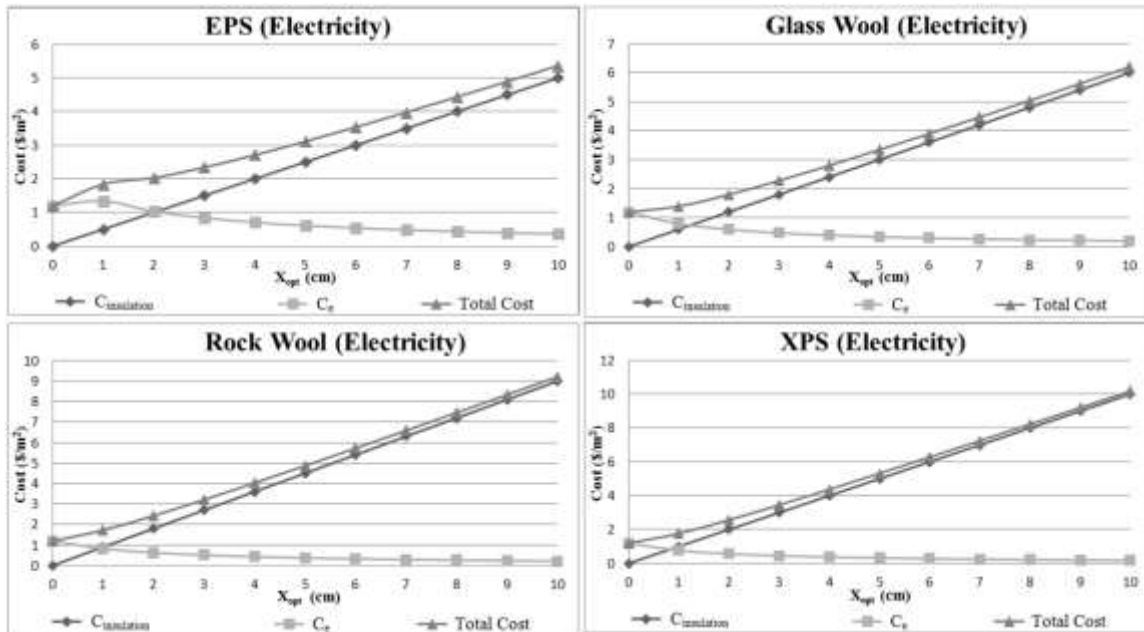 EPS (Electricity)
6
5
4
3
2
1
0
Cost ($/m²)
0 1 2 3 4 5 6 7 8 9 10
Xopt (cm)
Cinsulation Ce Total Cost
Glass Wool (Electricity)
7
6
5
4
3
2
1
0
Cost ($/m²)
0 1 2 3 4 5 6 7 8 9 10
Xopt (cm)
Cinsulation Ce Total Cost
Rock Wool (Electricity)
10
9
8
7
6
5
4
3
2
1
0
Cost ($/m²)
0 1 2 3 4 5 6 7 8 9 10
Xopt (cm)
Cinsulation Ce Total Cost
XPS (Electricity)
12
10
8
6
4
2
0
Cost ($/m²)
0 1 2 3 4 5 6 7 8 9 10
Xopt (cm)
Cinsulation Ce Total Cost